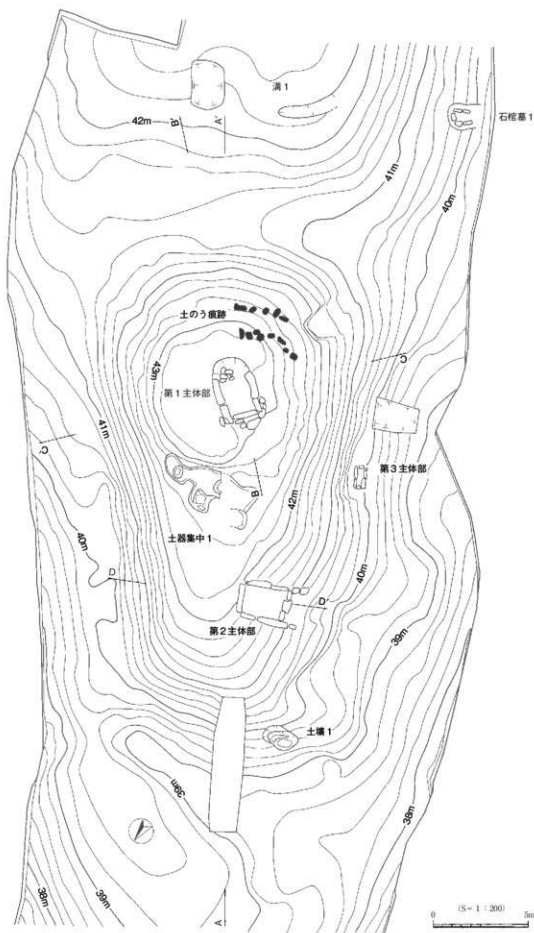 溝1
石棺墓1
42m
B'
A'
41m
40m
土のう痕跡
43m
第1主体部
C
41m
C'
第3主体部
B
42m
土器集中1
40m
40m
D
D'
第2主体部
39m
土壙1
39m
38m
38m
39m
A
(S=1:200)
0
5m